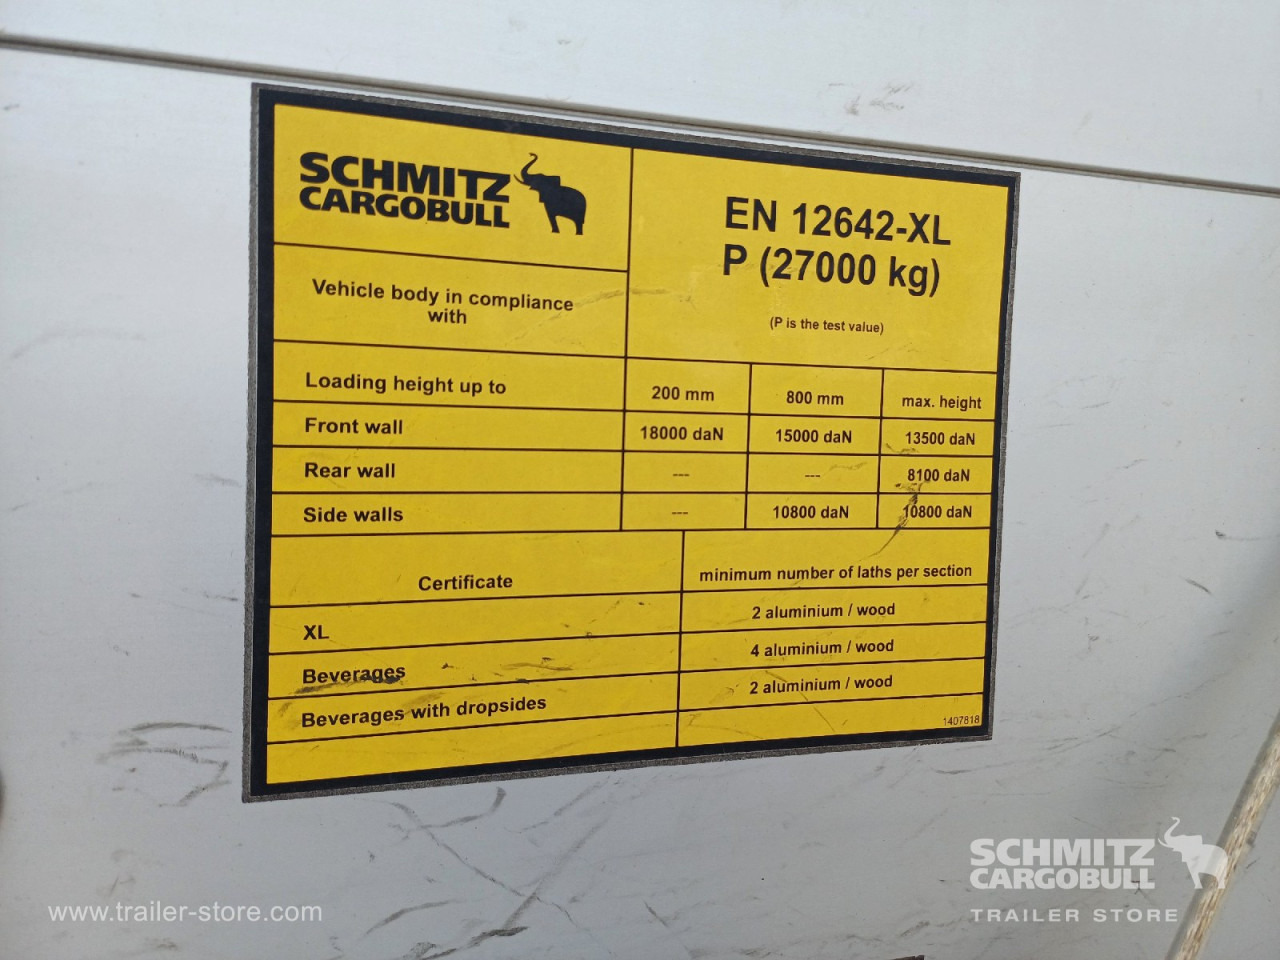 SCHMITZ
CARGOBULL
EN 12642-XL
P (27000 kg)
(P is the test value)
Vehicle body in compliance
with
Loading height up to 200 mm 800 mm max. height
Front wall 18000 daN 15000 daN 13500 daN
Rear wall --- --- 8100 daN
Side walls --- 10800 daN 10800 daN
Certificate minimum number of laths per section
XL 2 aluminium / wood
Beverages 4 aluminium / wood
Beverages with dropsides 2 aluminium / wood
1407818
SCHMITZ
CARGOBULL
TRAILER STORE
www.trailer-store.com